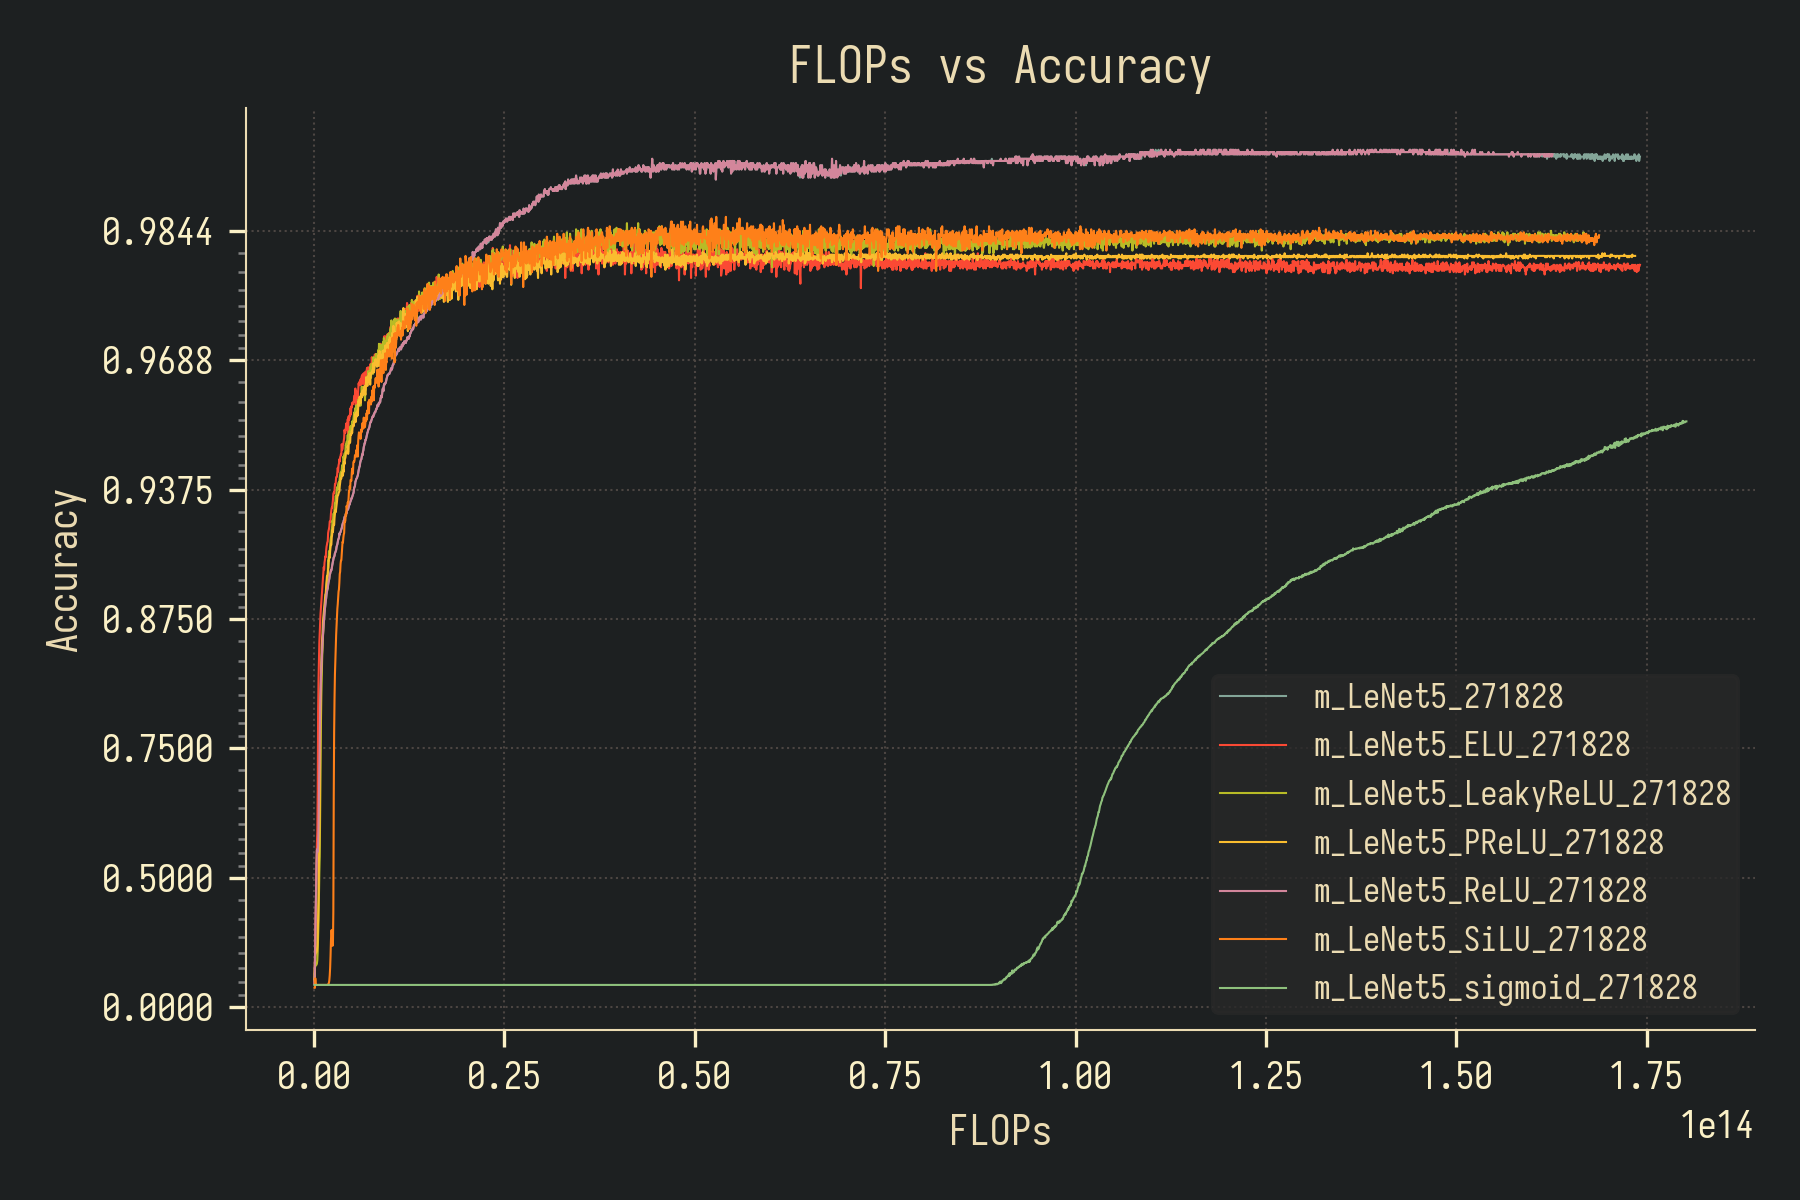 FLOPs vs Accuracy
Accuracy
0.9844
0.9688
0.9375
0.8750
0.7500
0.5000
0.0000
m_LeNet5_271828
m_LeNet5_ELU_271828
m_LeNet5_LeakyReLU_271828
m_LeNet5_PReLU_271828
m_LeNet5_ReLU_271828
m_LeNet5_SiLU_271828
m_LeNet5_sigmoid_271828
0.00 0.25 0.50 0.75 1.00 1.25 1.50 1.75
FLOPs
1e14